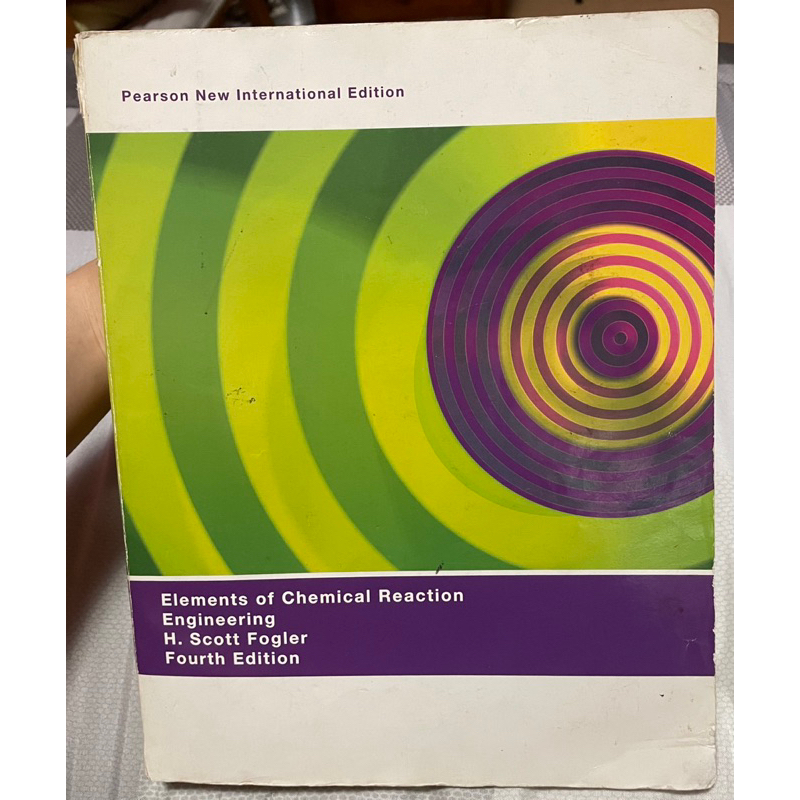 Pearson New International Edition
Elements of Chemical Reaction
Engineering
H. Scott Fogler
Fourth Edition